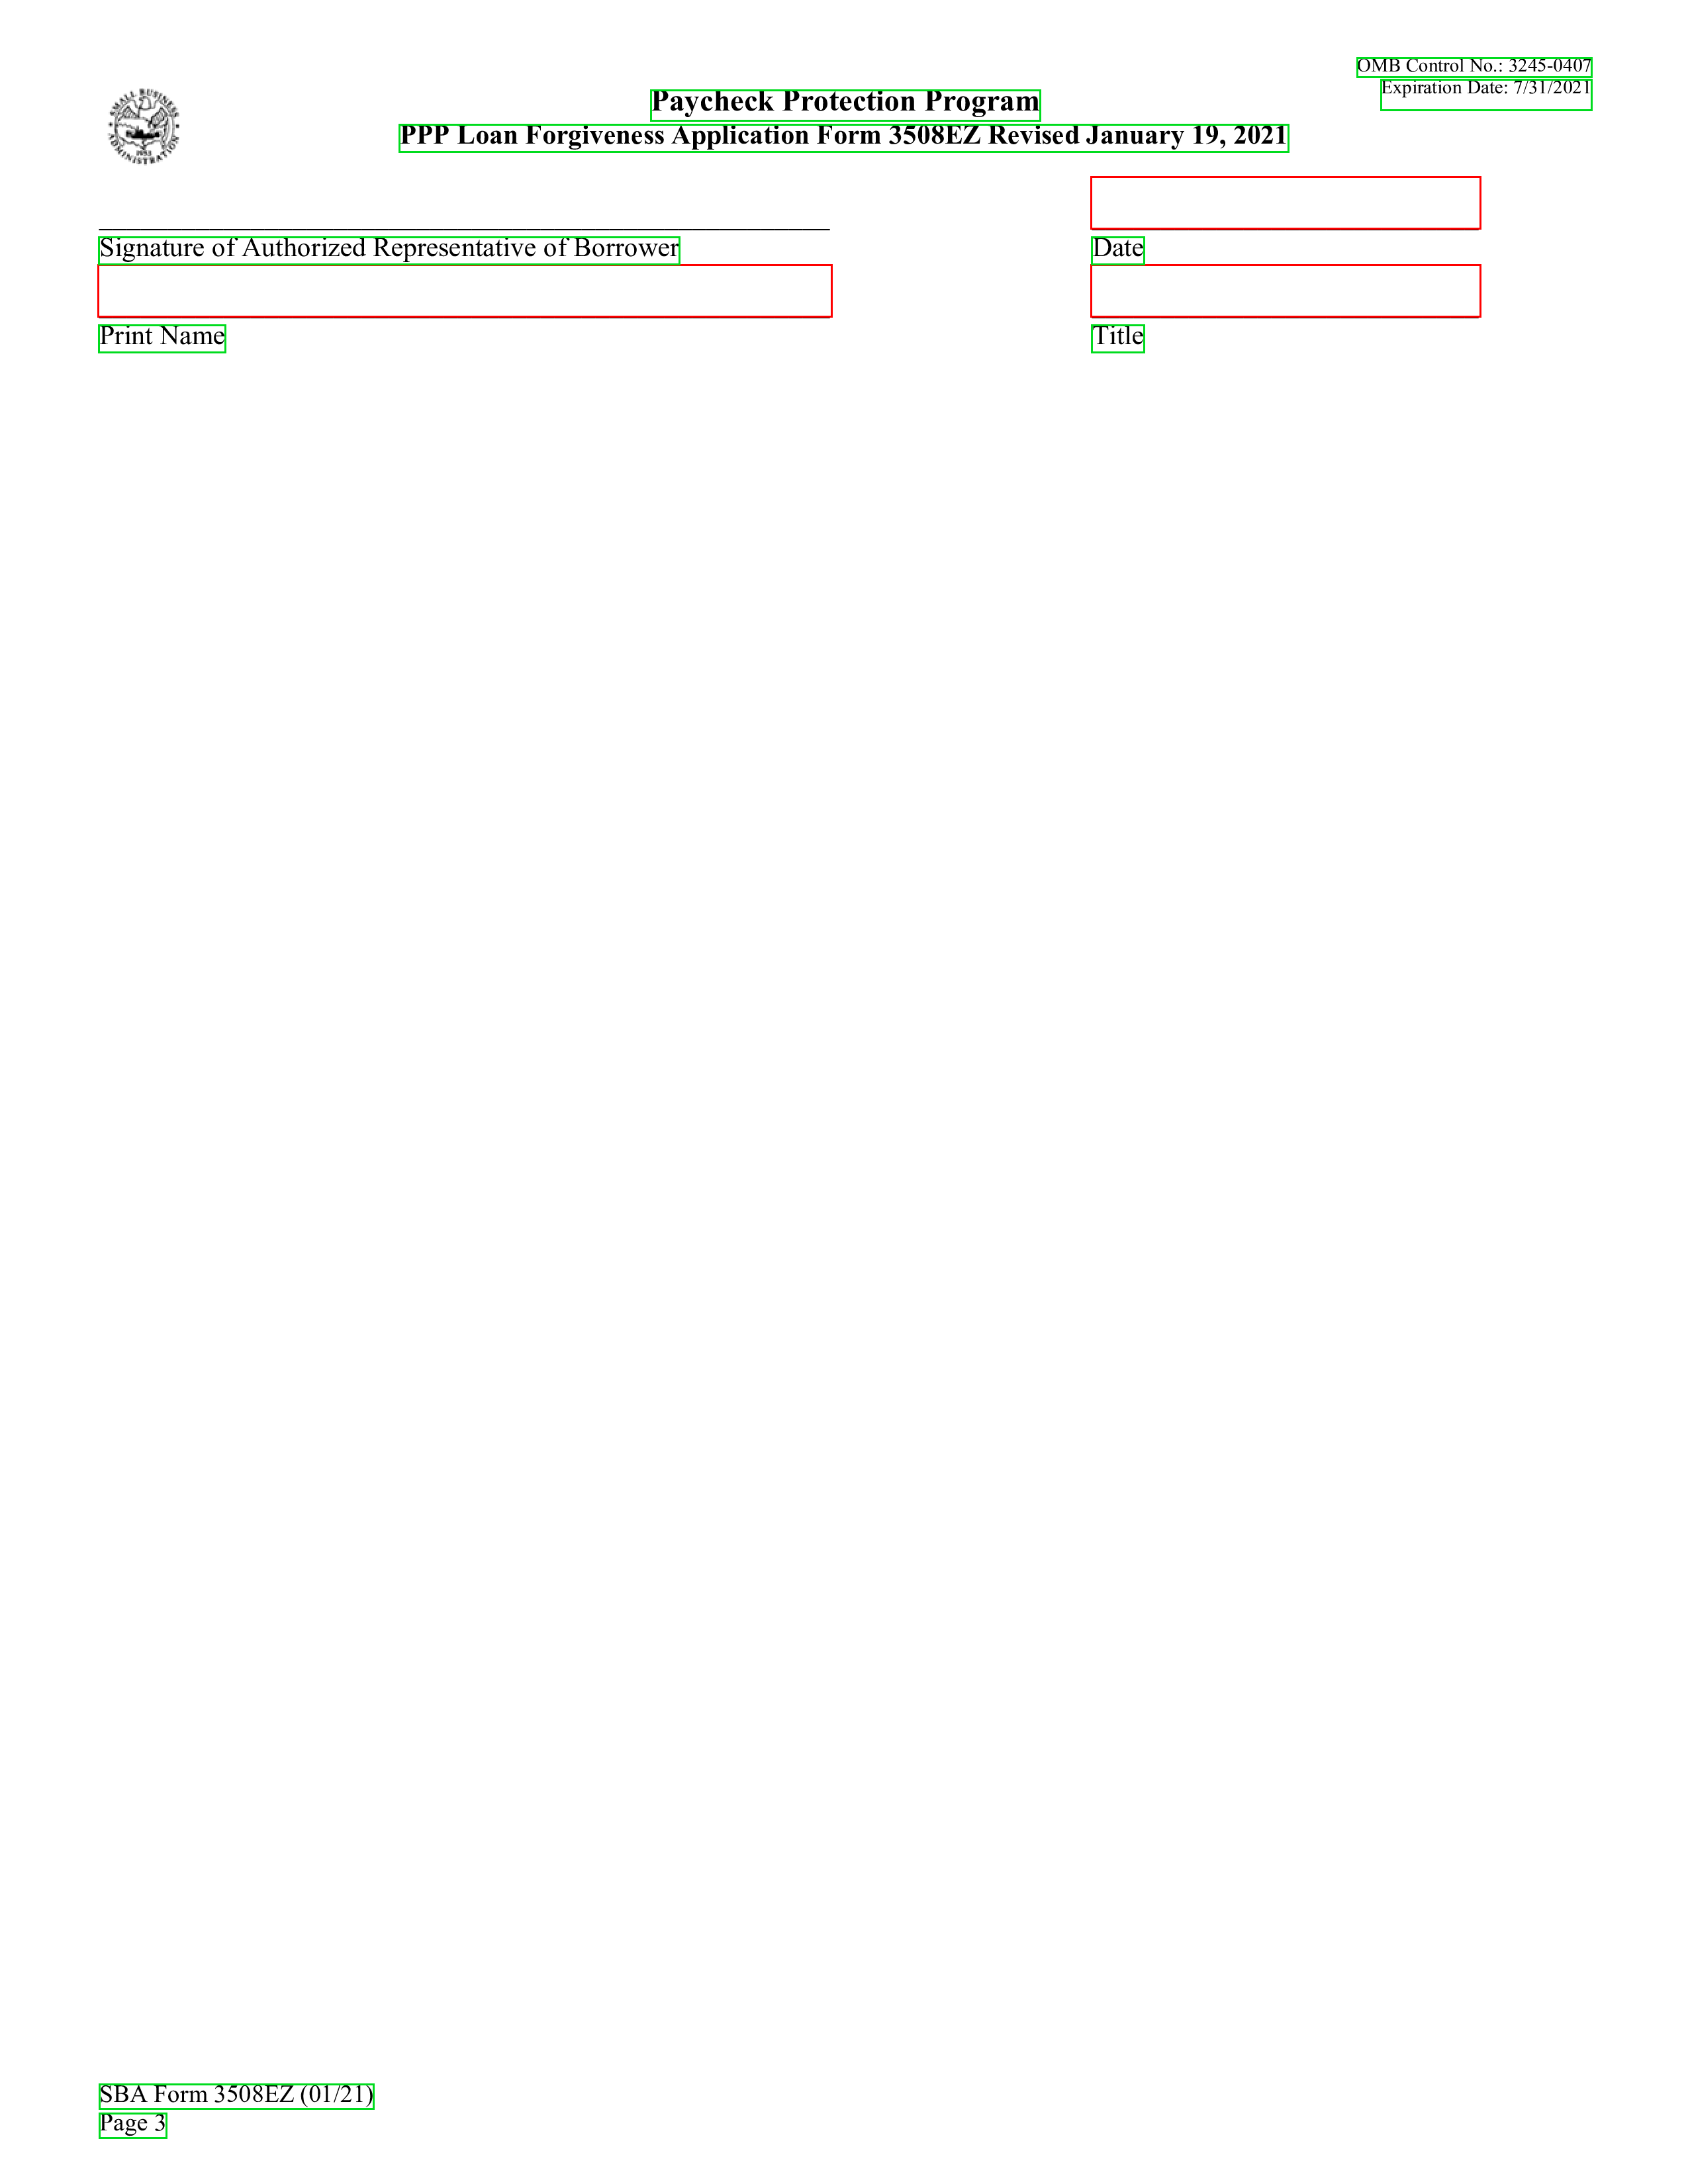 OMB Control No.: 3245-0407
Expiration Date: 7/31/2021
SMALL BUSINESS ADMINISTRATION
1953
Paycheck Protection Program
PPP Loan Forgiveness Application Form 3508EZ Revised January 19, 2021
Signature of Authorized Representative of Borrower
Date
Print Name
Title
SBA Form 3508EZ (01/21)
Page 3